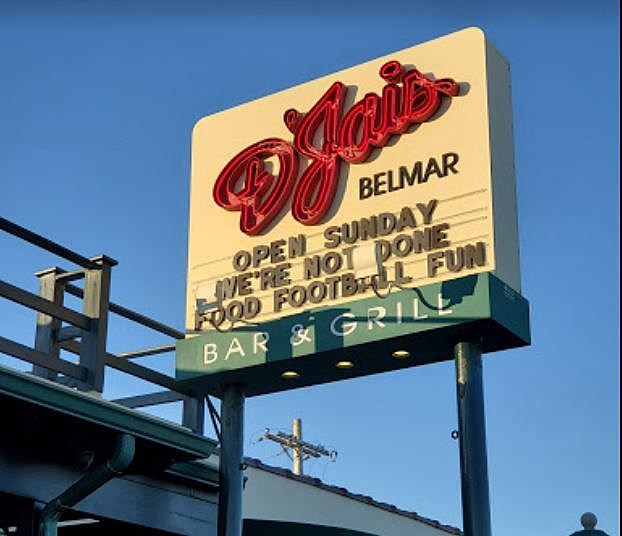 D'Jais
BELMAR
OPEN SUNDAY
WE'RE NOT DONE
FOOD FOOTBALL FUN
BAR & GRILL